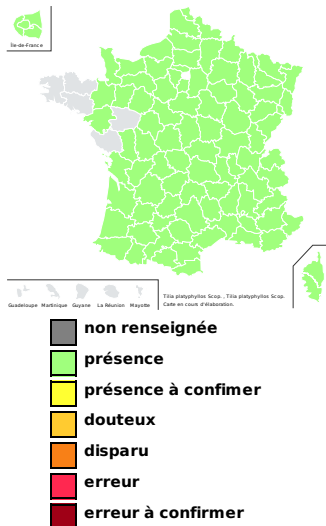 Île-de-France
Guadeloupe Martinique Guyane La Réunion Mayotte
Tilia platyphyllos Scop. , Tilia platyphyllos Scop.
Carte en cours d'élaboration.
non renseignée
présence
présence à confimer
douteux
disparu
erreur
erreur à confirmer